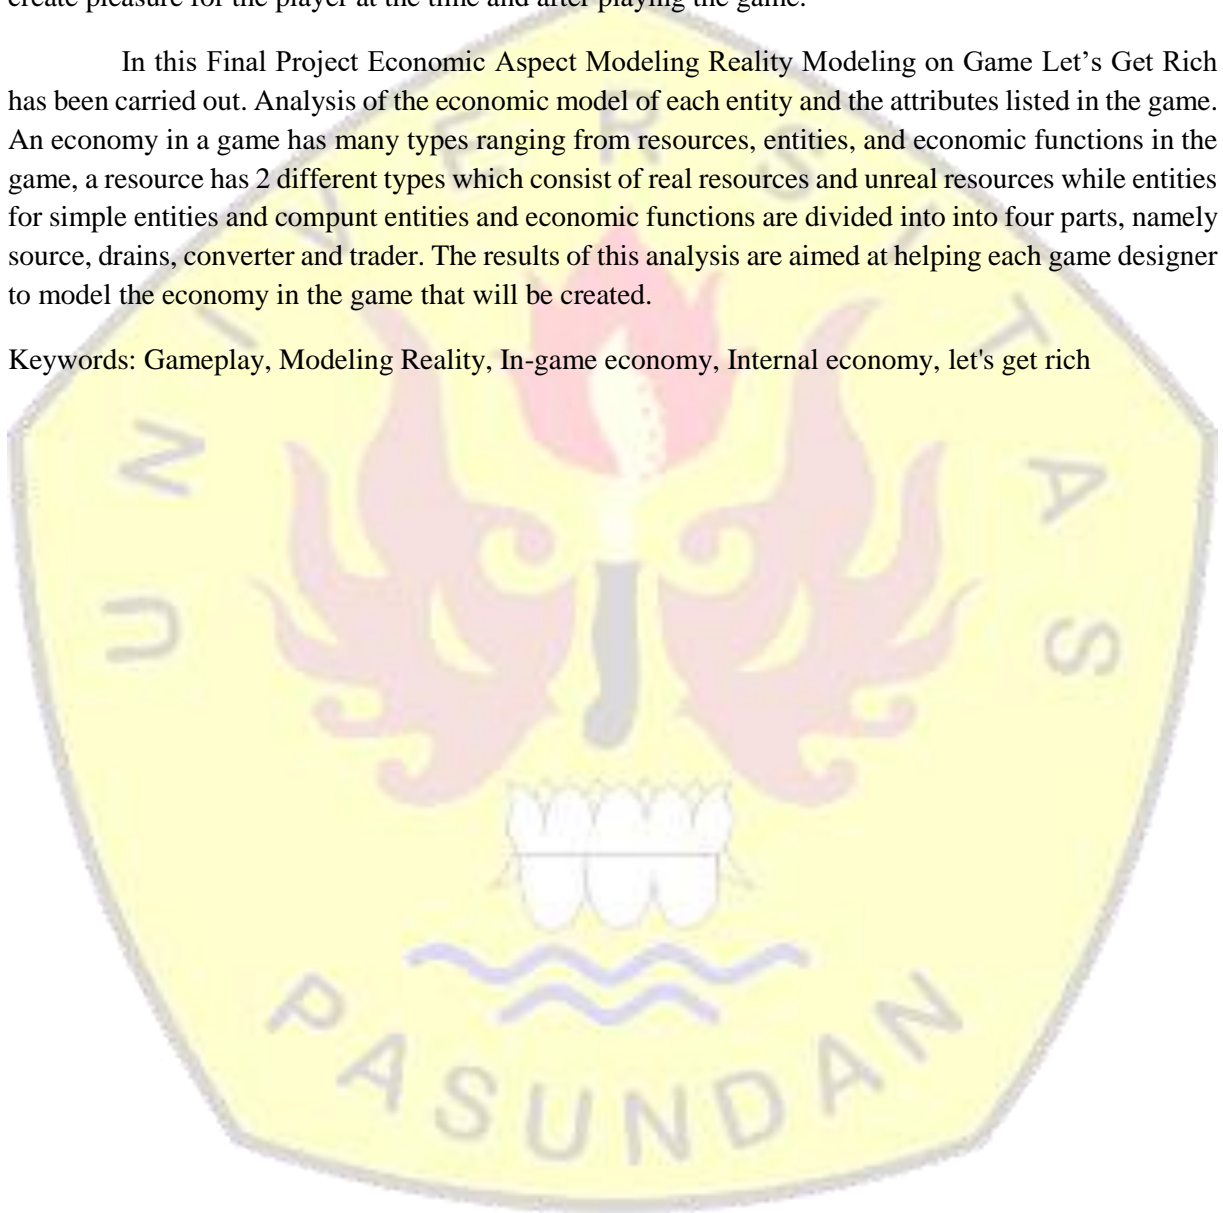 create pleasure for the player at the time and after playing the game.
In this Final Project Economic Aspect Modeling Reality Modeling on Game Let’s Get Rich
has been carried out. Analysis of the economic model of each entity and the attributes listed in the game.
An economy in a game has many types ranging from resources, entities, and economic functions in the
game, a resource has 2 different types which consist of real resources and unreal resources while entities
for simple entities and compunt entities and economic functions are divided into into four parts, namely
source, drains, converter and trader. The results of this analysis are aimed at helping each game designer
to model the economy in the game that will be created.
Keywords: Gameplay, Modeling Reality, In-game economy, Internal economy, let's get rich
UNIVERSITAS
PASUNDAN